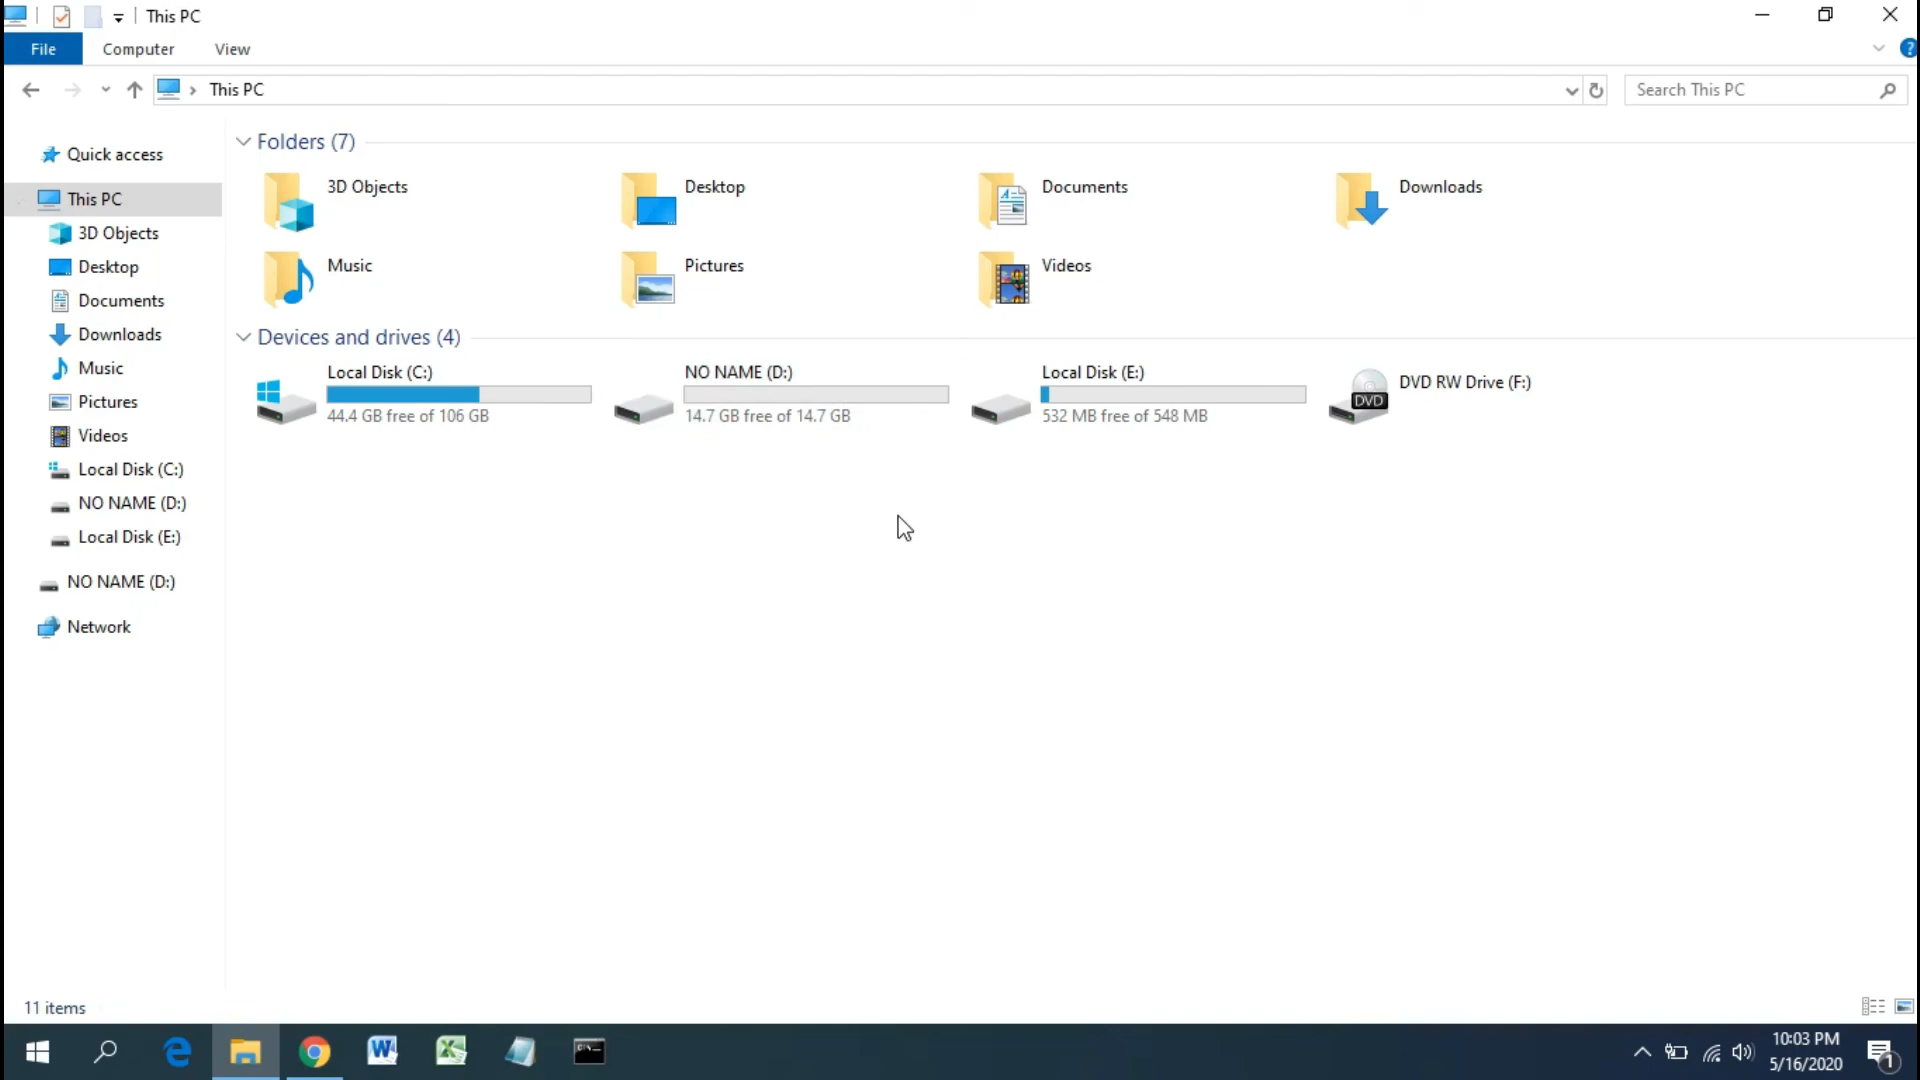 This PC
File Computer View
This PC Search This PC
Quick access
This PC
3D Objects
Desktop
Documents
Downloads
Music
Pictures
Videos
Local Disk (C:)
NO NAME (D:)
Local Disk (E:)
NO NAME (D:)
Network
Folders (7)
3D Objects Desktop Documents Downloads
Music Pictures Videos
Devices and drives (4)
Local Disk (C:)
44.4 GB free of 106 GB
NO NAME (D:)
14.7 GB free of 14.7 GB
Local Disk (E:)
532 MB free of 548 MB
DVD RW Drive (F:)
DVD
11 items
10:03 PM
5/16/2020
1